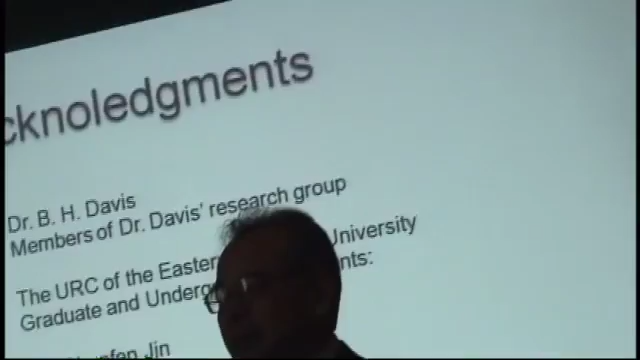 cknoledgments
Dr. B. H. Davis
Members of Dr. Davis' research group
The URC of the Easter University
Graduate and Underg nts:
Jin